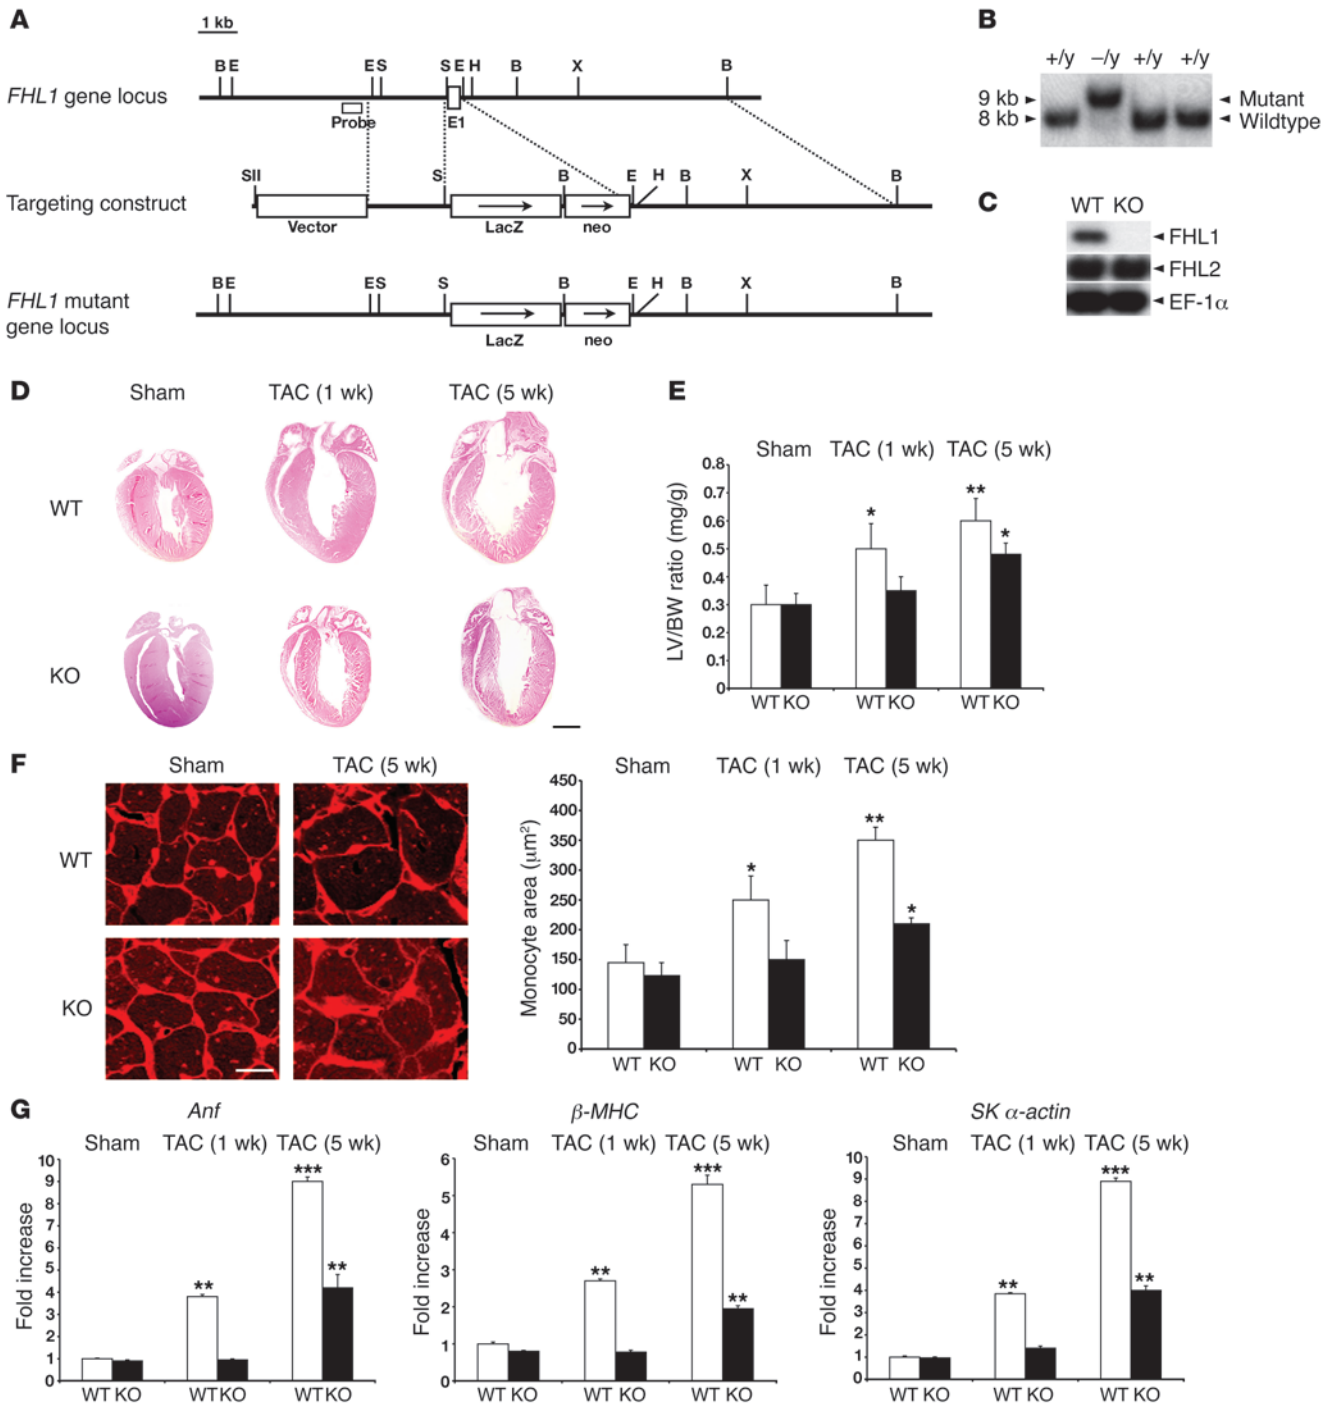 A
1 kb
B E E S S E H B X B
FHL1 gene locus
Probe E1
SII S B E H B X B
Targeting construct
Vector LacZ neo
B E E S S B E H B X B
FHL1 mutant
gene locus
LacZ neo
B
+/y –/y +/y +/y
9 kb Mutant
8 kb Wildtype
C
WT KO
FHL1
FHL2
EF-1α
D
Sham TAC (1 wk) TAC (5 wk)
WT
KO
E
Sham TAC (1 wk) TAC (5 wk)
LV/BW ratio (mg/g)
0.8
0.7
0.6
0.5
0.4
0.3
0.2
0.1
0
* ** *
WT KO WT KO WT KO
F
Sham TAC (5 wk)
WT
KO
Sham TAC (1 wk) TAC (5 wk)
Monocyte area (μm²)
450
400
350
300
250
200
150
100
50
0
* ** *
WT KO WT KO WT KO
G
Anf
Sham TAC (1 wk) TAC (5 wk)
Fold increase
10
9
8
7
6
5
4
3
2
1
0
** *** **
WT KO WT KO WT KO
β-MHC
Sham TAC (1 wk) TAC (5 wk)
Fold increase
6
5
4
3
2
1
0
** *** **
WT KO WT KO WT KO
SK α-actin
Sham TAC (1 wk) TAC (5 wk)
Fold increase
10
9
8
7
6
5
4
3
2
1
0
** *** **
WT KO WT KO WT KO